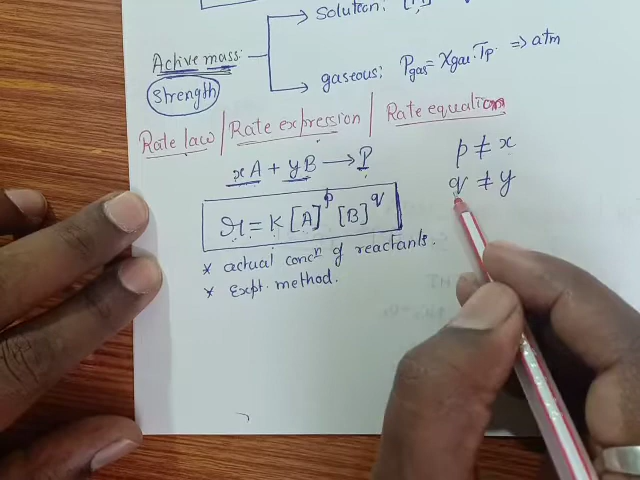 Solution: [A]
Active mass:
Strength
gaseous: Pgas = Xgas . Tp. ⇒ atm
Rate law / Rate expression / Rate equation
xA + yB → P
p ≠ x
r = K [A]^p [B]^q
q ≠ y
* actual concn of reactants.
* Expt. method.